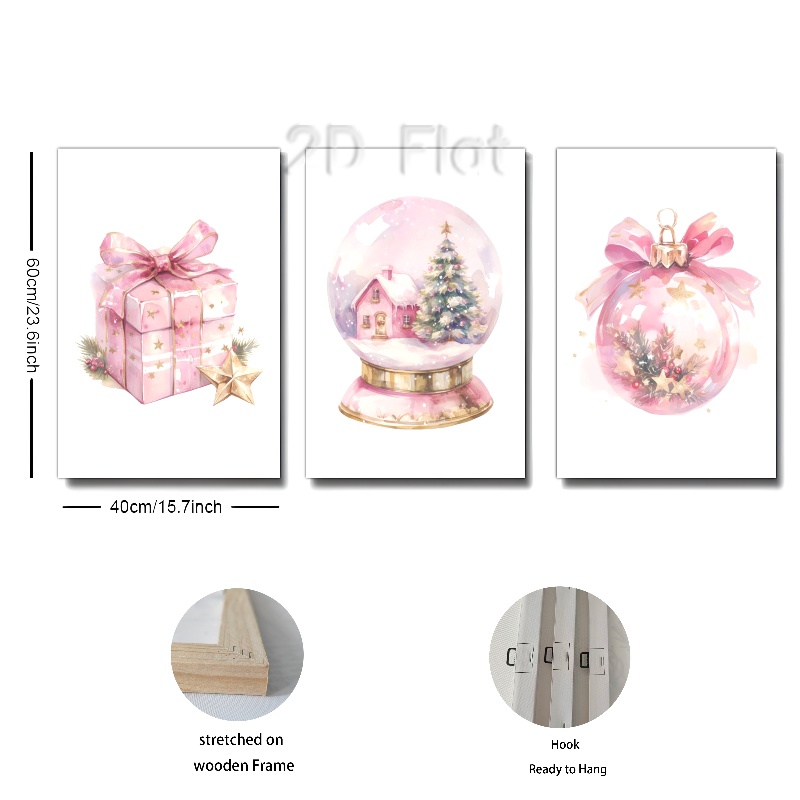 2D Flat
60cm/23.6inch
40cm/15.7inch
stretched on
wooden Frame
Hook
Ready to Hang